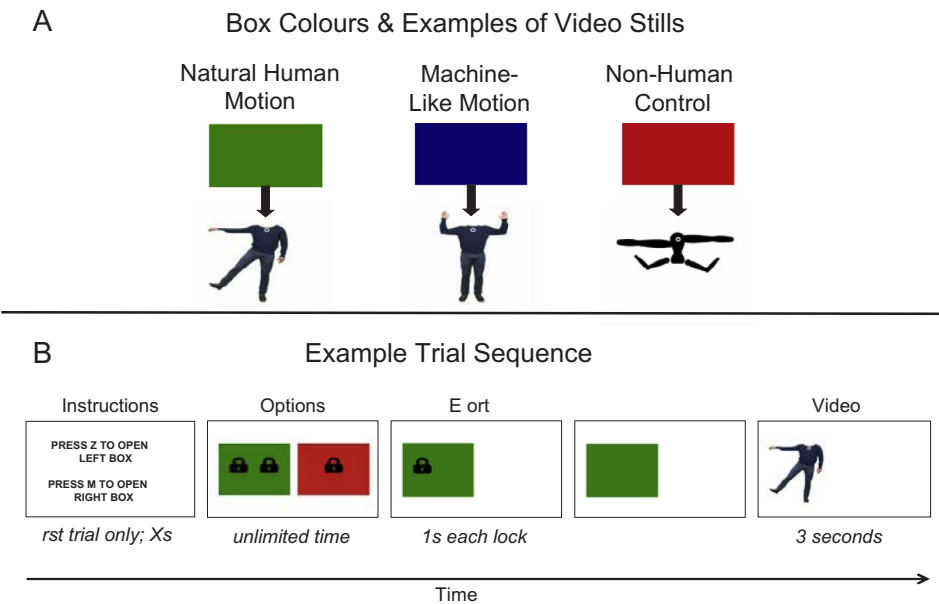 A
Box Colours & Examples of Video Stills
Natural Human
Motion
Machine-
Like Motion
Non-Human
Control
B
Example Trial Sequence
Instructions
Options
E ort
Video
PRESS Z TO OPEN
LEFT BOX
PRESS M TO OPEN
RIGHT BOX
rst trial only; Xs
unlimited time
1s each lock
3 seconds
Time